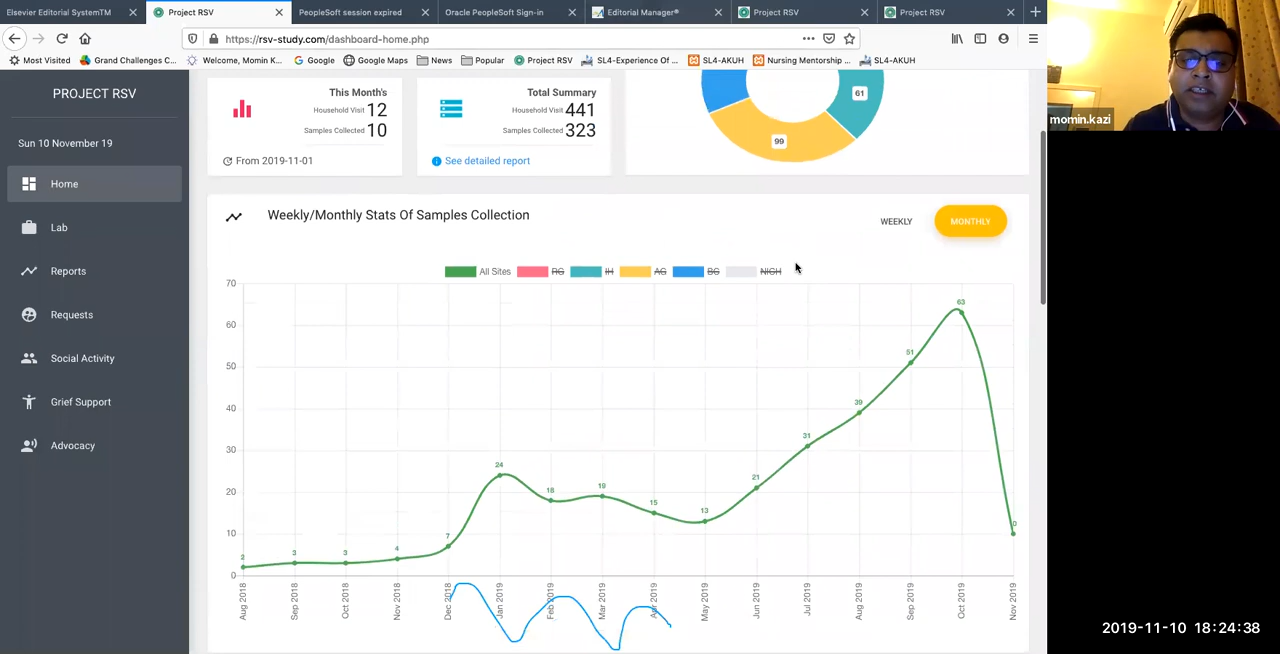 Elsevier Editorial SystemTM
Project RSV
PeopleSoft session expired
Oracle PeopleSoft Sign-in
Editorial Manager®
Project RSV
Project RSV
https://rsv-study.com/dashboard-home.php
Most Visited
Grand Challenges C...
Welcome, Momin K...
Google
Google Maps
News
Popular
Project RSV
SL4-Experience Of ...
SL4-AKUH
Nursing Mentorship ...
SL4-AKUH
momin.kazi
PROJECT RSV
Sun 10 November 19
Home
Lab
Reports
Requests
Social Activity
Grief Support
Advocacy
This Month's
Household Visit 12
Samples Collected 10
From 2019-11-01
Total Summary
Household Visit 441
Samples Collected 323
See detailed report
61
99
Weekly/Monthly Stats Of Samples Collection
WEEKLY
MONTHLY
All Sites
RG
IH
AG
BG
NICH
70
60
50
40
30
20
10
0
2
3
3
4
7
24
18
19
15
13
21
31
39
51
63
Aug 2018
Sep 2018
Oct 2018
Nov 2018
Dec 2018
Jan 2019
Feb 2019
Mar 2019
Apr 2019
May 2019
Jun 2019
Jul 2019
Aug 2019
Sep 2019
Oct 2019
Nov 2019
2019-11-10 18:24:38